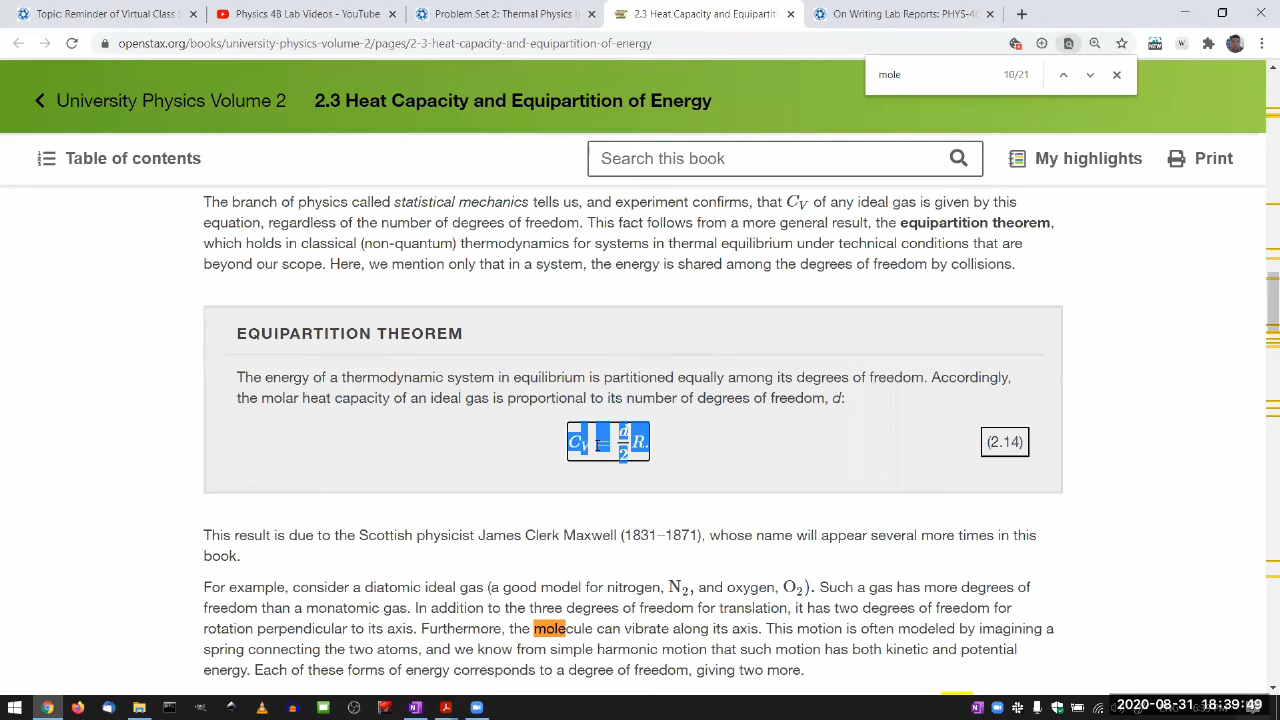 Topic: Reminder of Virtual Class S
Physics 4B Lab Videos - YouTube
Problem Set 2: Thermal Physics (
2.3 Heat Capacity and Equipartiti
On Writing Lab Reports: PHYS-4
openstax.org/books/university-physics-volume-2/pages/2-3-heat-capacity-and-equipartition-of-energy
mole 10/21
University Physics Volume 2 2.3 Heat Capacity and Equipartition of Energy
Table of contents Search this book My highlights Print
The branch of physics called statistical mechanics tells us, and experiment confirms, that C_V of any ideal gas is given by this
equation, regardless of the number of degrees of freedom. This fact follows from a more general result, the equipartition theorem,
which holds in classical (non-quantum) thermodynamics for systems in thermal equilibrium under technical conditions that are
beyond our scope. Here, we mention only that in a system, the energy is shared among the degrees of freedom by collisions.
EQUIPARTITION THEOREM
The energy of a thermodynamic system in equilibrium is partitioned equally among its degrees of freedom. Accordingly,
the molar heat capacity of an ideal gas is proportional to its number of degrees of freedom, d:
C_V = d/2 R. (2.14)
This result is due to the Scottish physicist James Clerk Maxwell (1831–1871), whose name will appear several more times in this
book.
For example, consider a diatomic ideal gas (a good model for nitrogen, N₂, and oxygen, O₂). Such a gas has more degrees of
freedom than a monatomic gas. In addition to the three degrees of freedom for translation, it has two degrees of freedom for
rotation perpendicular to its axis. Furthermore, the molecule can vibrate along its axis. This motion is often modeled by imagining a
spring connecting the two atoms, and we know from simple harmonic motion that such motion has both kinetic and potential
energy. Each of these forms of energy corresponds to a degree of freedom, giving two more.
2020-08-31 18:39:49